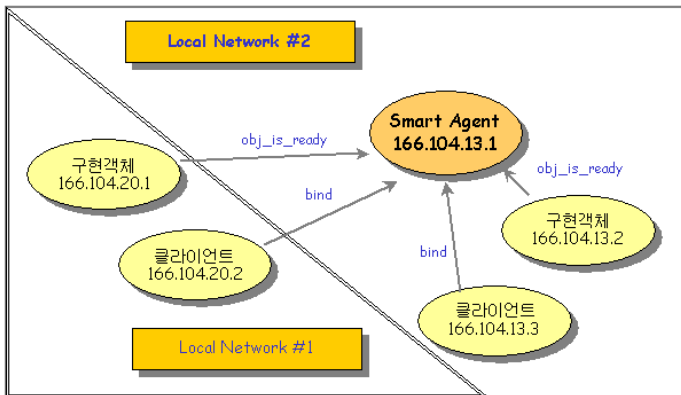 Local Network #2
Smart Agent
166.104.13.1
obj_is_ready
구현객체
166.104.20.1
obj_is_ready
bind
구현객체
166.104.13.2
클라이언트
166.104.20.2
bind
클라이언트
166.104.13.3
Local Network #1